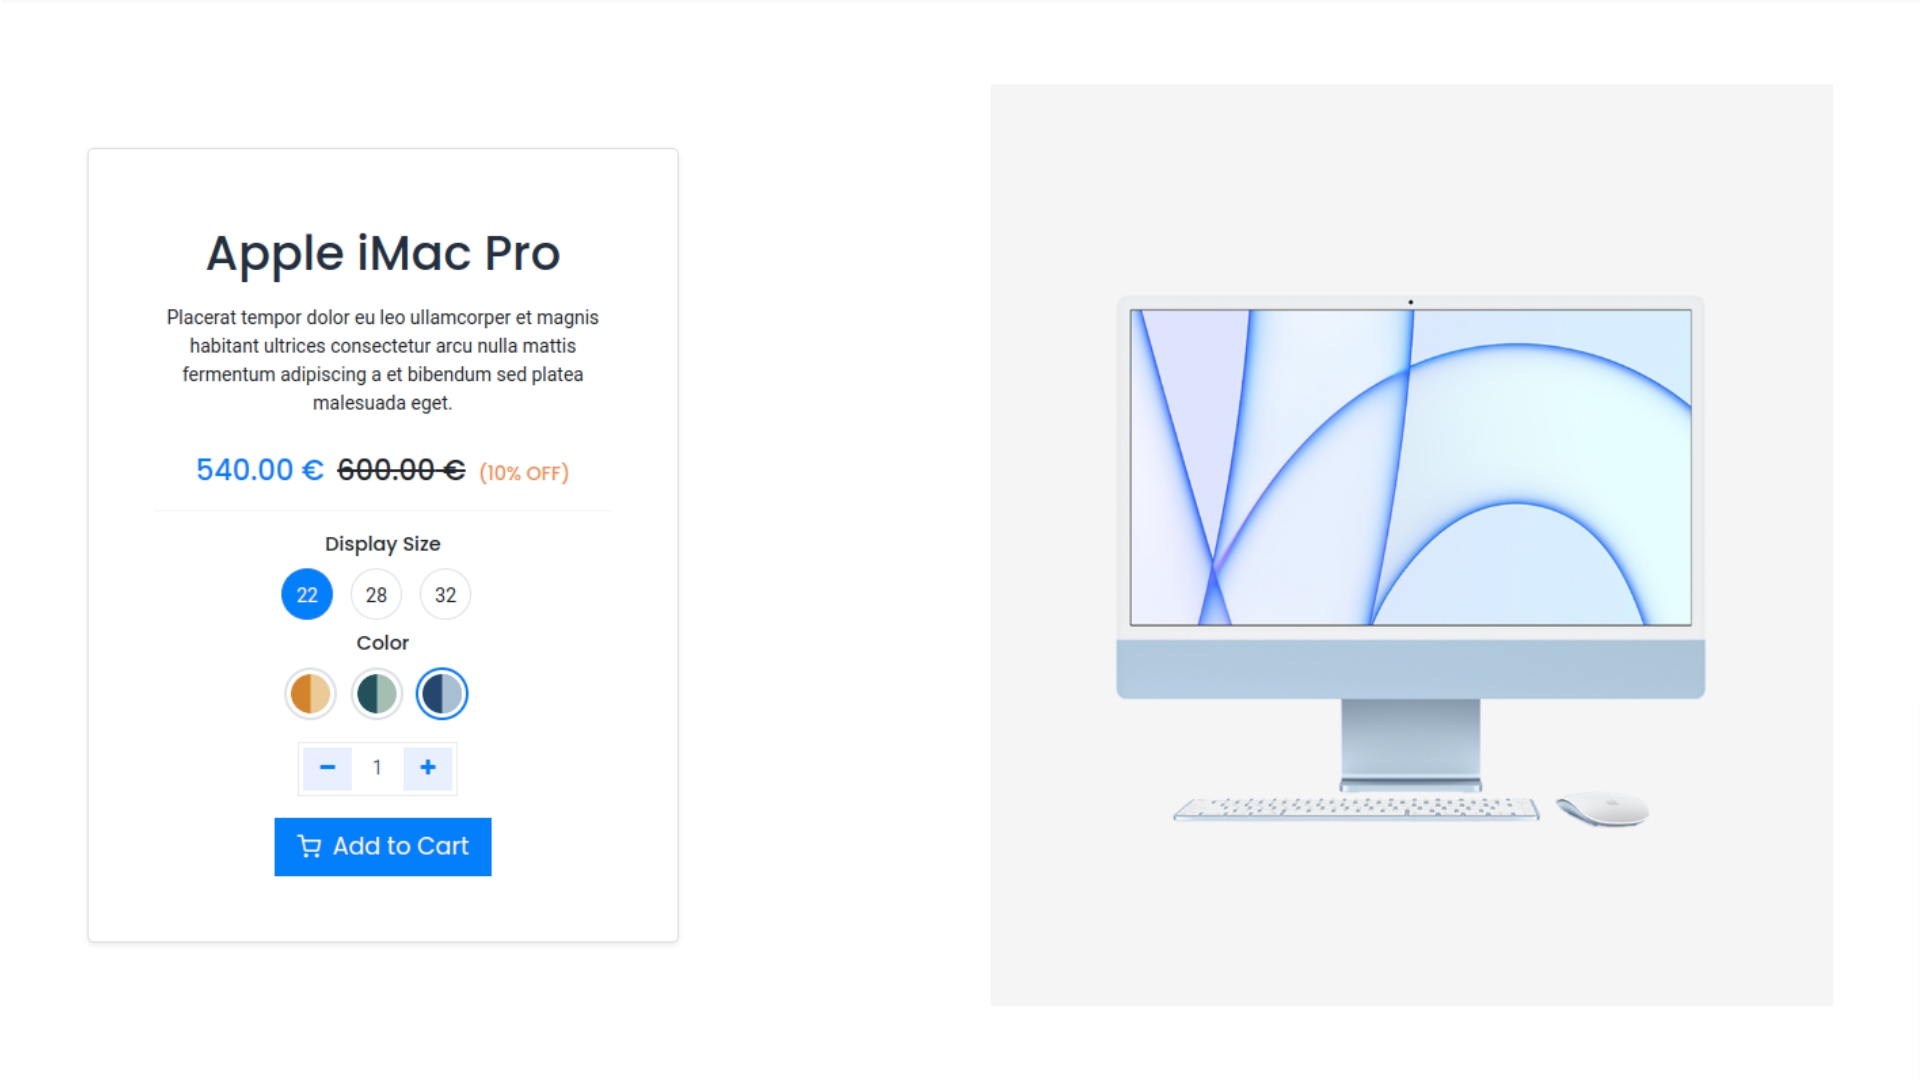 Apple iMac Pro
Placerat tempor dolor eu leo ullamcorper et magnis
habitant ultrices consectetur arcu nulla mattis
fermentum adipiscing a et bibendum sed platea
malesuada eget.
540.00 € 600.00 € (10% OFF)
Display Size
22 28 32
Color
− 1 +
Add to Cart